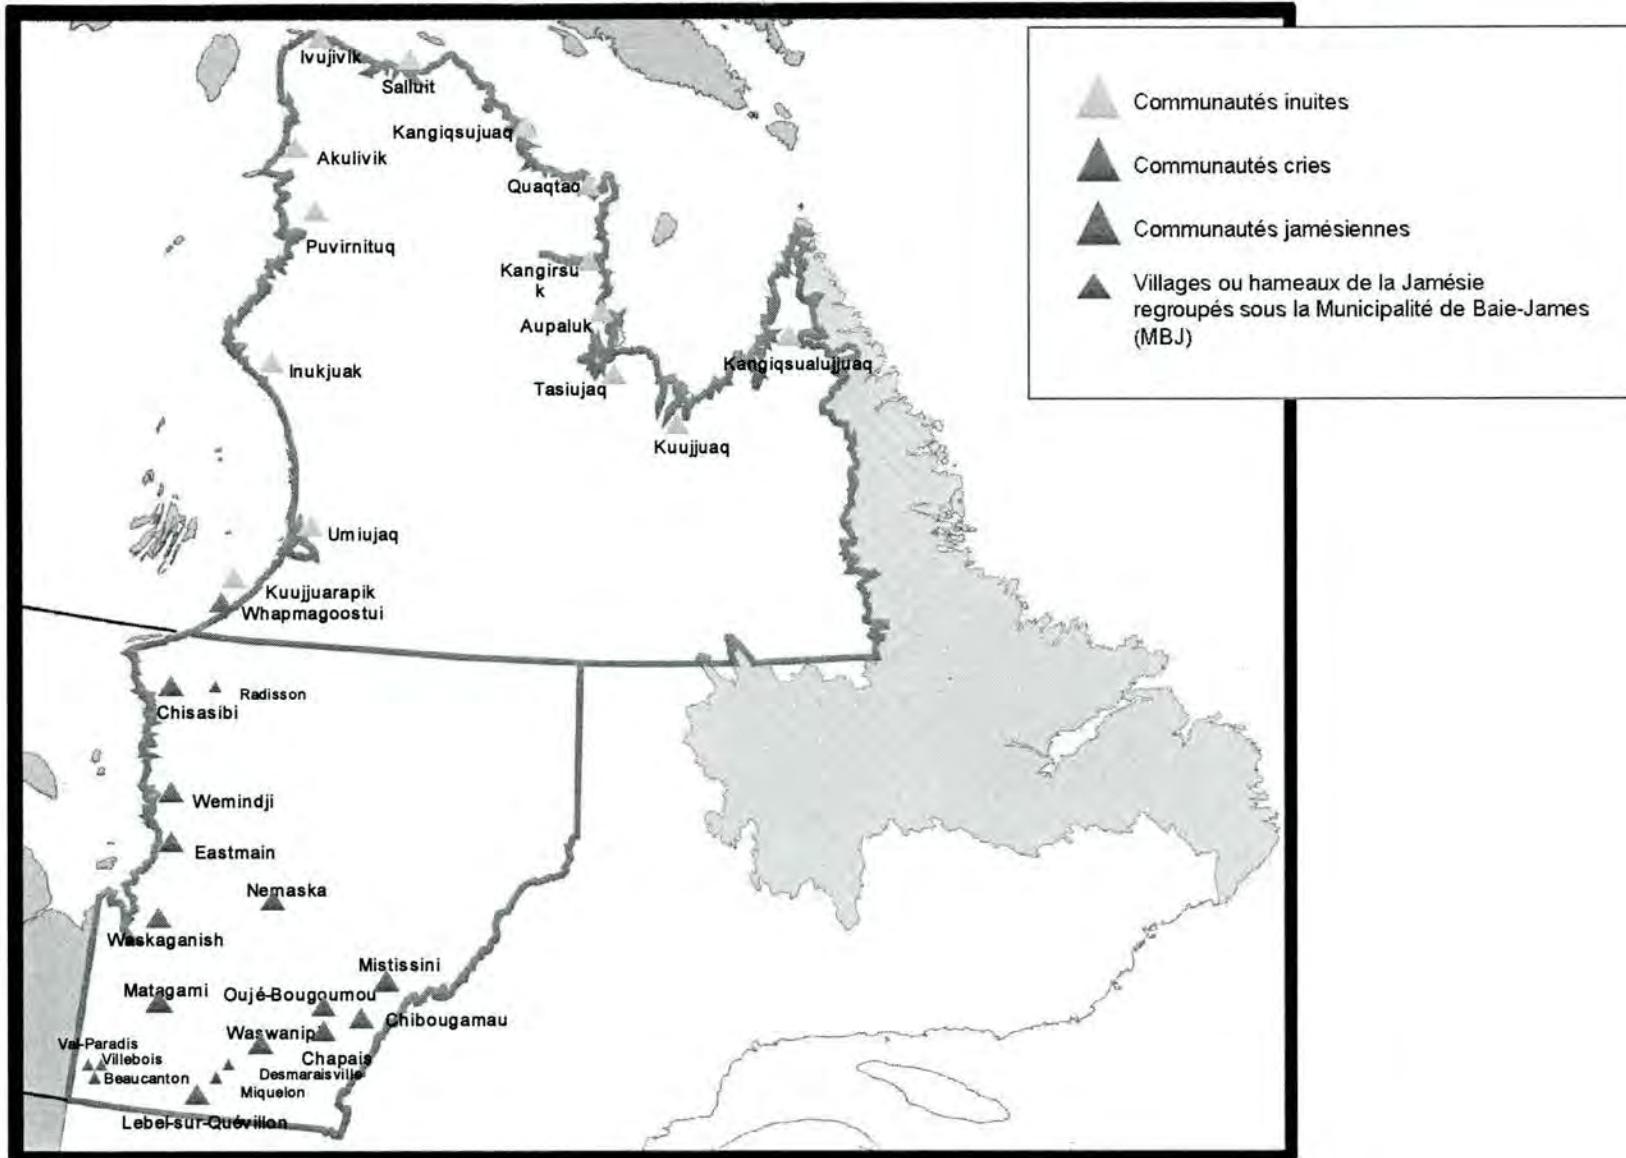 Ivujivik
Salluit
Kangiqsujuaq
Akulivik
Quaqtao
Puvirnituq
Kangirsu
k
Aupaluk
Inukjuak
Kangiqsualujjuaq
Tasiujaq
Kuujjuaq
Umiujaq
Kuujjuarapik
Whapmagoostui
Radisson
Chisasibi
Wemindji
Eastmain
Nemaska
Waskaganish
Mistissini
Matagami
Oujé-Bougoumou
Chibougamau
Waswanipi
Val-Paradis
Villebois
Chapais
Beaucanton
Desmaraisville
Miquelon
Lebel-sur-Quévillon
Communautés inuites
Communautés cries
Communautés jamésiennes
Villages ou hameaux de la Jamésie
regroupés sous la Municipalité de Baie-James
(MBJ)